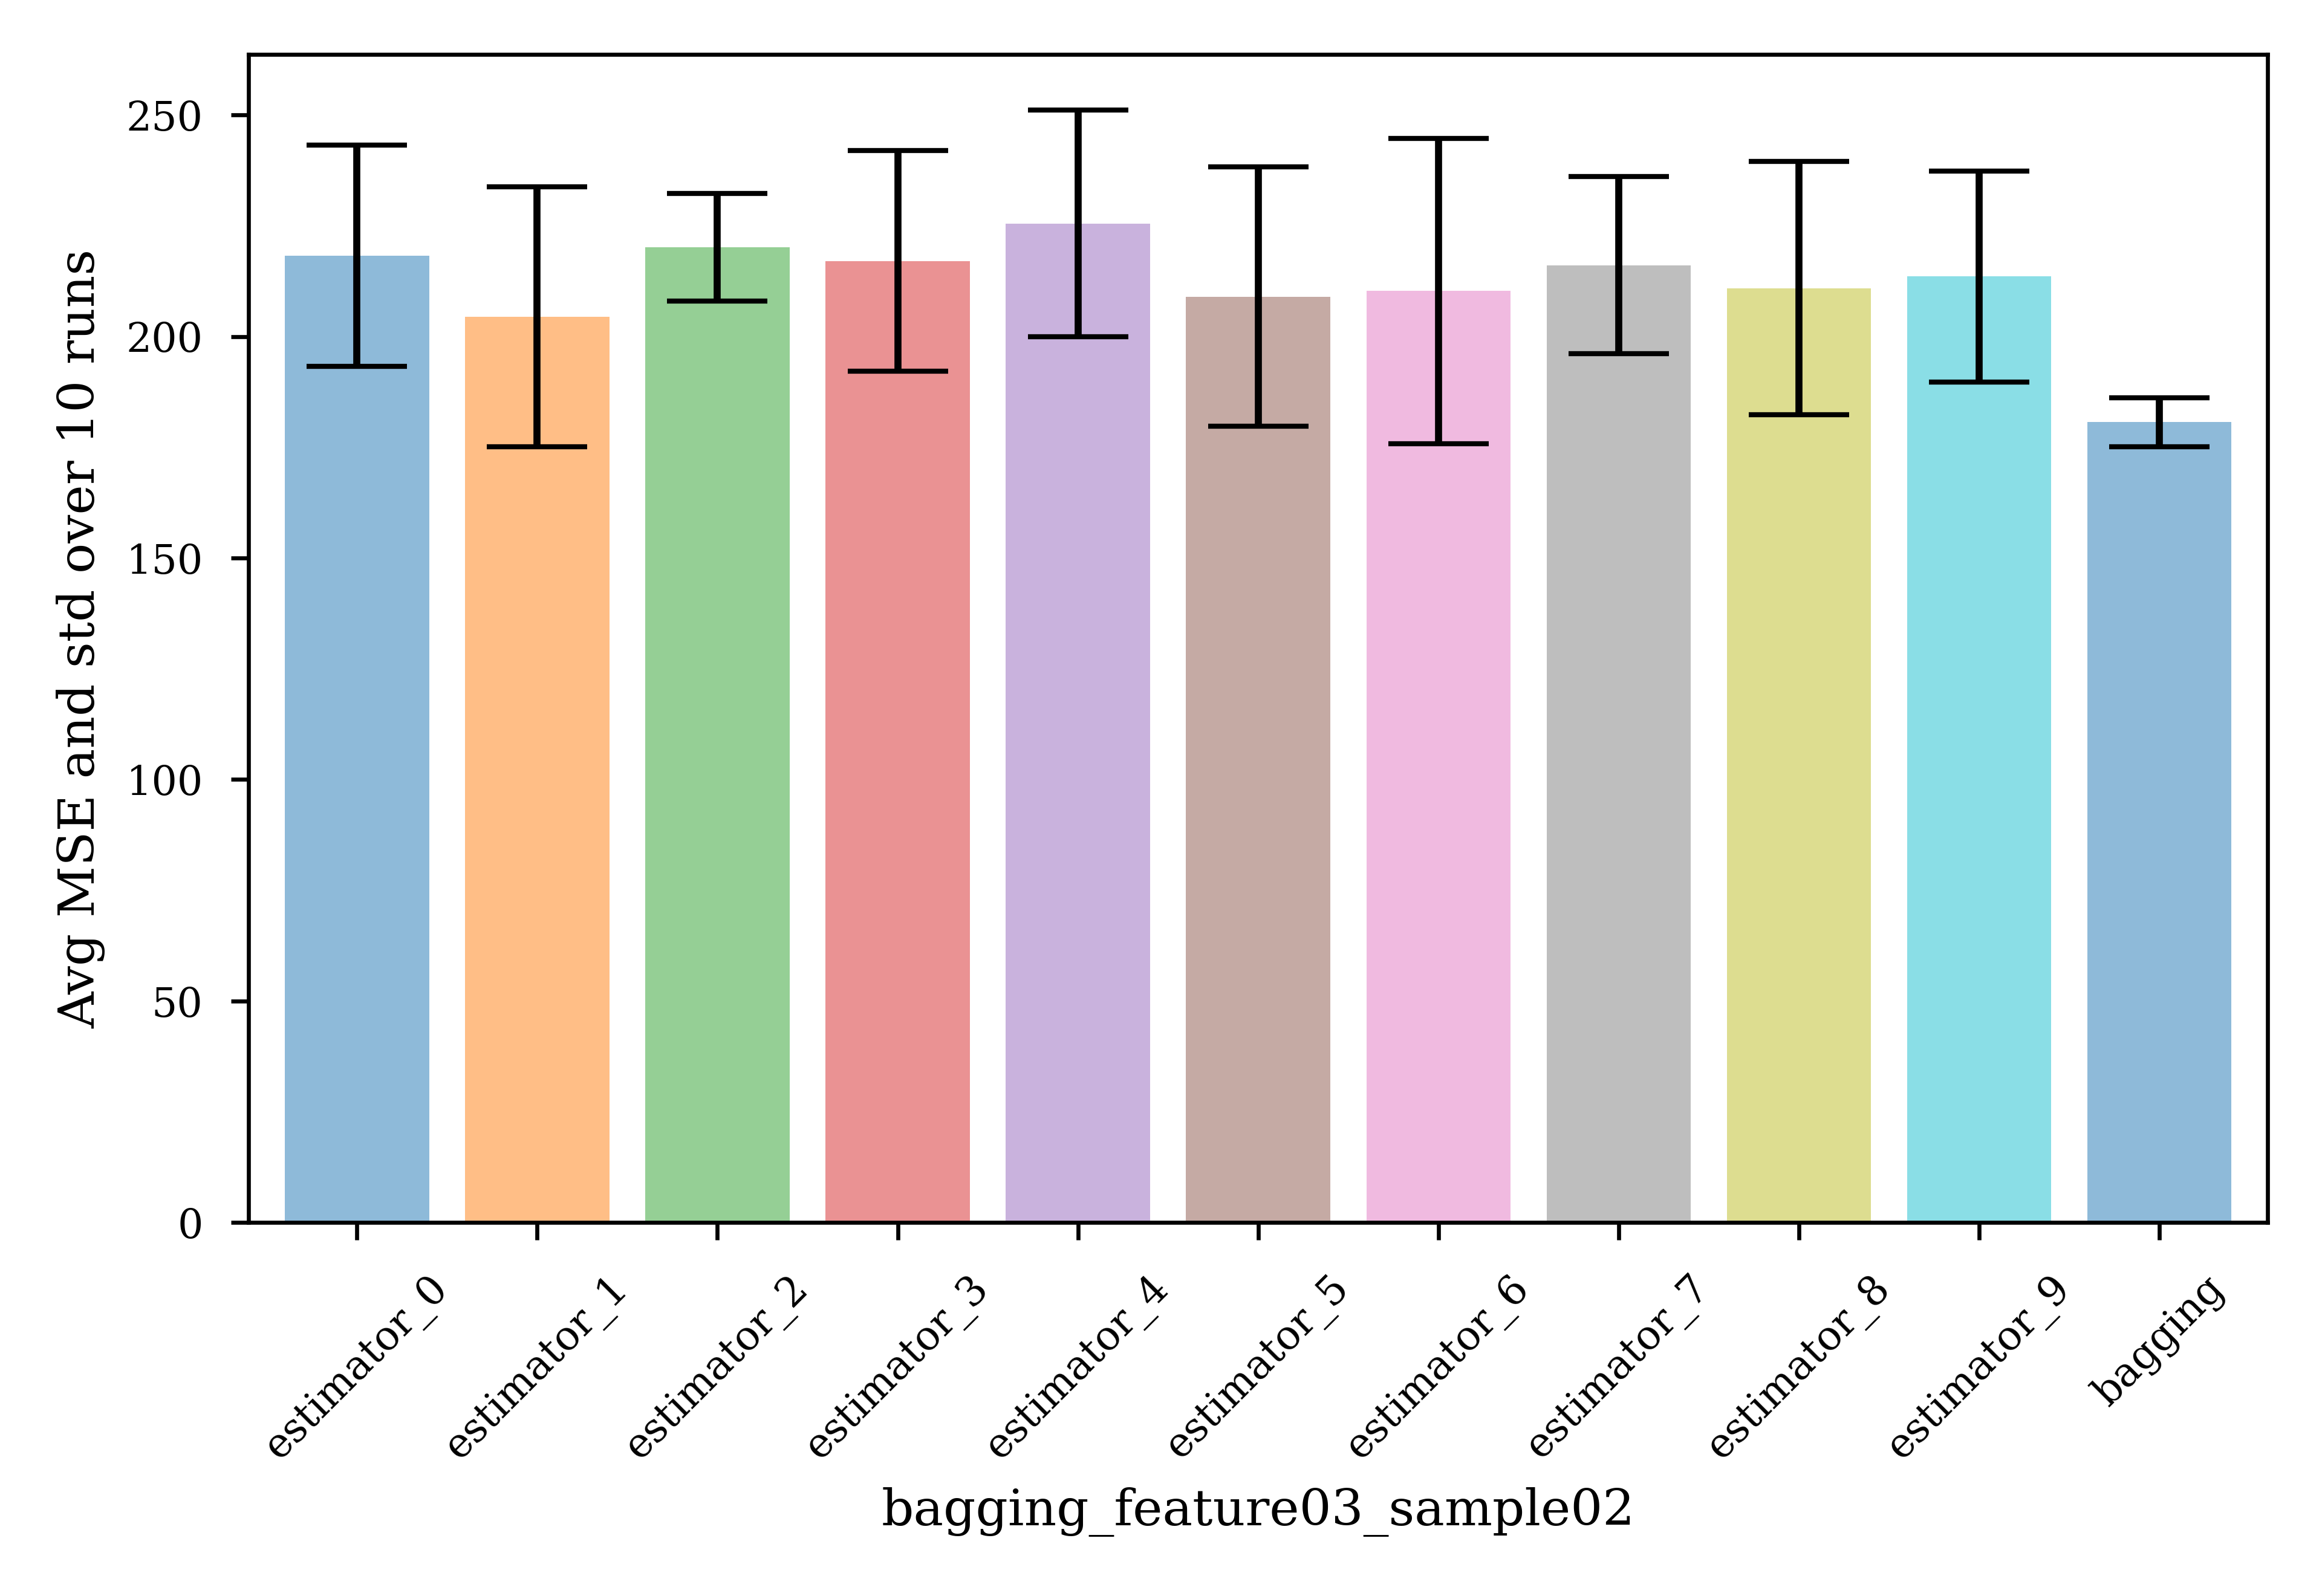 Avg MSE and std over 10 runs
250
200
150
100
50
0
estimator_0
estimator_1
estimator_2
estimator_3
estimator_4
estimator_5
estimator_6
estimator_7
estimator_8
estimator_9
bagging
bagging_feature03_sample02